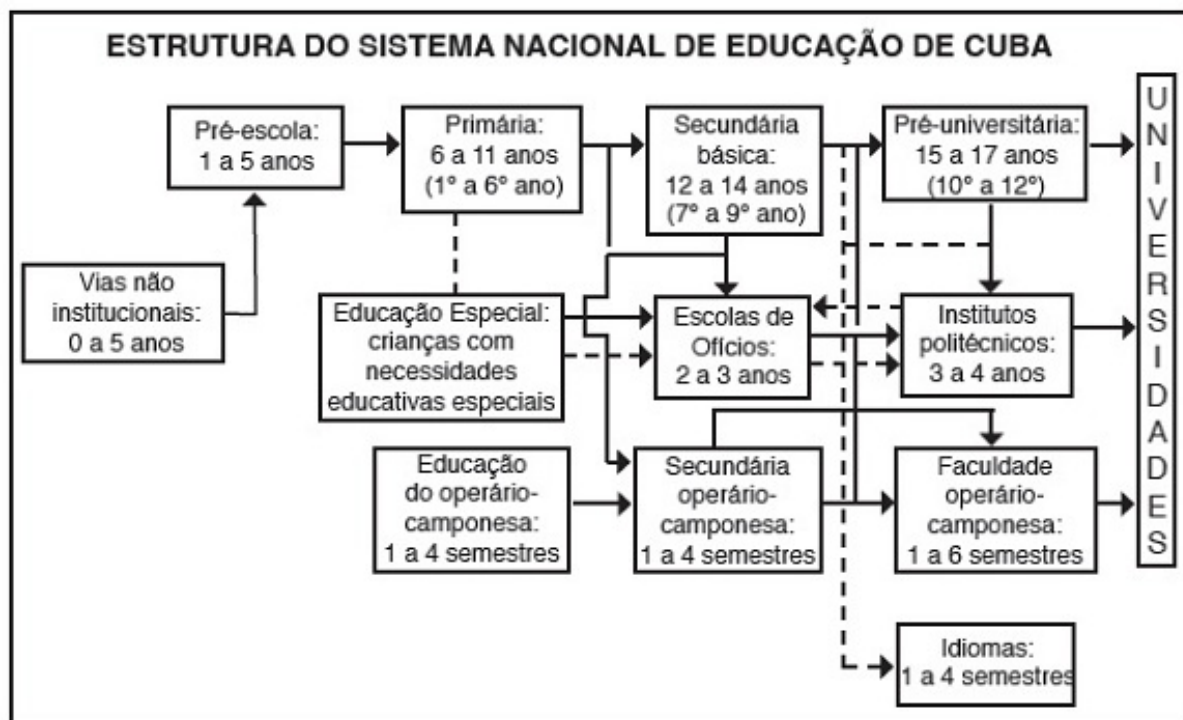 ESTRUTURA DO SISTEMA NACIONAL DE EDUCAÇÃO DE CUBA
Pré-escola:
1 a 5 anos
Primária:
6 a 11 anos
(1º a 6º ano)
Secundária
básica:
12 a 14 anos
(7º a 9º ano)
Pré-universitária:
15 a 17 anos
(10º a 12º)
UNIVERSIDADES
Vias não
institucionais:
0 a 5 anos
Educação Especial:
crianças com
necessidades
educativas especiais
Escolas de
Ofícios:
2 a 3 anos
Institutos
politécnicos:
3 a 4 anos
Educação
do operário-
camponesa:
1 a 4 semestres
Secundária
operário-
camponesa:
1 a 4 semestres
Faculdade
operário-
camponesa:
1 a 6 semestres
Idiomas:
1 a 4 semestres